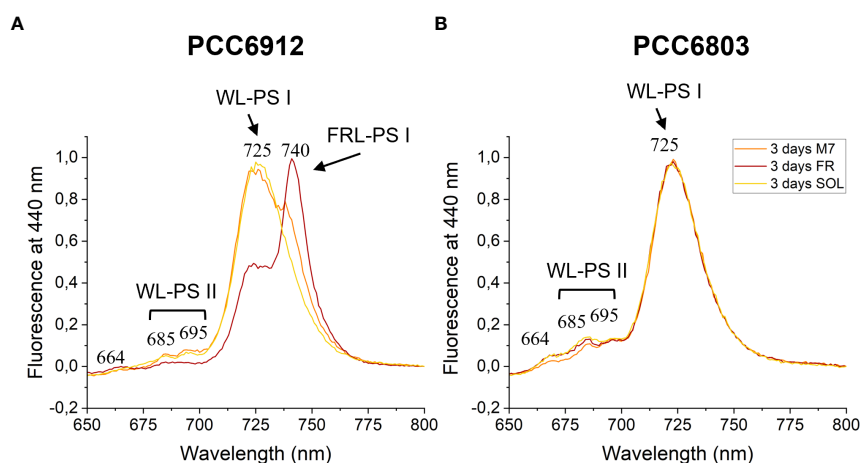 A
PCC6912
WL-PS I
FRL-PS I
725 740
1,0
0,8
0,6
0,4
0,2
0,0
-0,2
WL-PS II
664 685 695
650 675 700 725 750 775 800
Fluorescence at 440 nm
Wavelength (nm)
B
PCC6803
WL-PS I
725
3 days M7
3 days FR
3 days SOL
1,0
0,8
0,6
0,4
0,2
0,0
-0,2
WL-PS II
664 685 695
650 675 700 725 750 775 800
Fluorescence at 440 nm
Wavelength (nm)